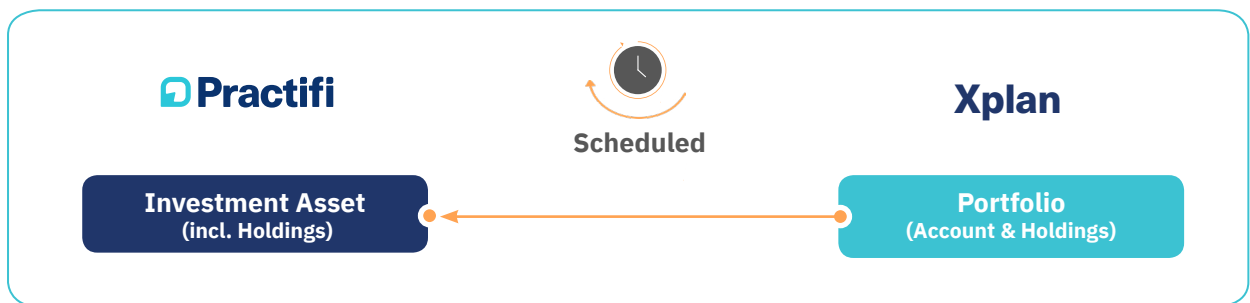 Practifi
Xplan
Scheduled
Investment Asset
(incl. Holdings)
Portfolio
(Account & Holdings)